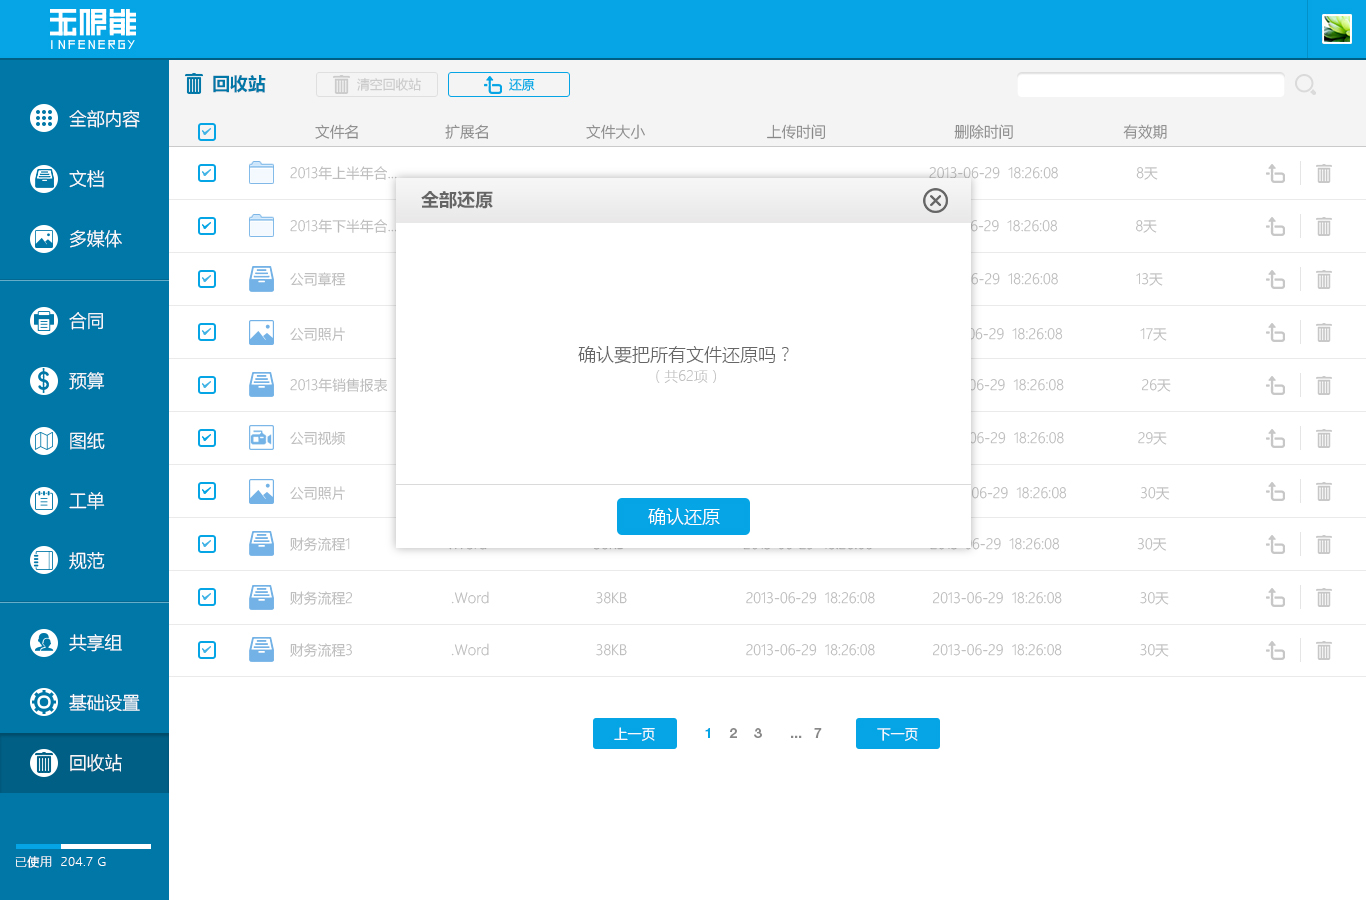 无限能
INFENERGY
全部内容
文档
多媒体
合同
预算
图纸
工单
规范
共享组
基础设置
回收站
已使用 204.7 G
回收站 清空回收站 还原
文件名 扩展名 文件大小 上传时间 删除时间 有效期
2013年上半年合... 2013-06-29 18:26:08 8天
2013年下半年合... 6-29 18:26:08 8天
公司章程 6-29 18:26:08 13天
公司照片 06-29 18:26:08 17天
2013年销售报表 06-29 18:26:08 26天
公司视频 06-29 18:26:08 29天
公司照片 06-29 18:26:08 30天
财务流程1 6-29 18:26:08 30天
财务流程2 .Word 38KB 2013-06-29 18:26:08 2013-06-29 18:26:08 30天
财务流程3 .Word 38KB 2013-06-29 18:26:08 2013-06-29 18:26:08 30天
全部还原
确认要把所有文件还原吗？
（共62项）
确认还原
上一页 1 2 3 ... 7 下一页